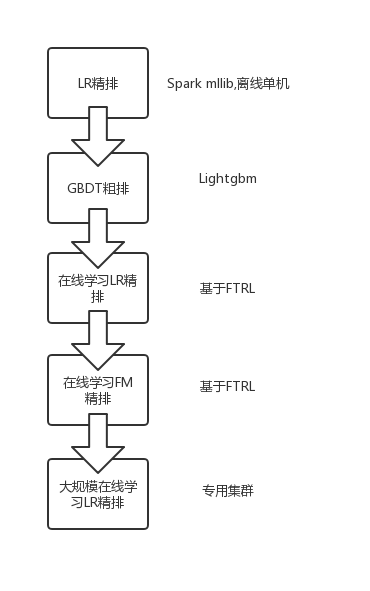 LR精排
Spark mllib,离线单机
GBDT粗排
Lightgbm
在线学习LR精
排
基于FTRL
在线学习FM
精排
基于FTRL
大规模在线学
习LR精排
专用集群